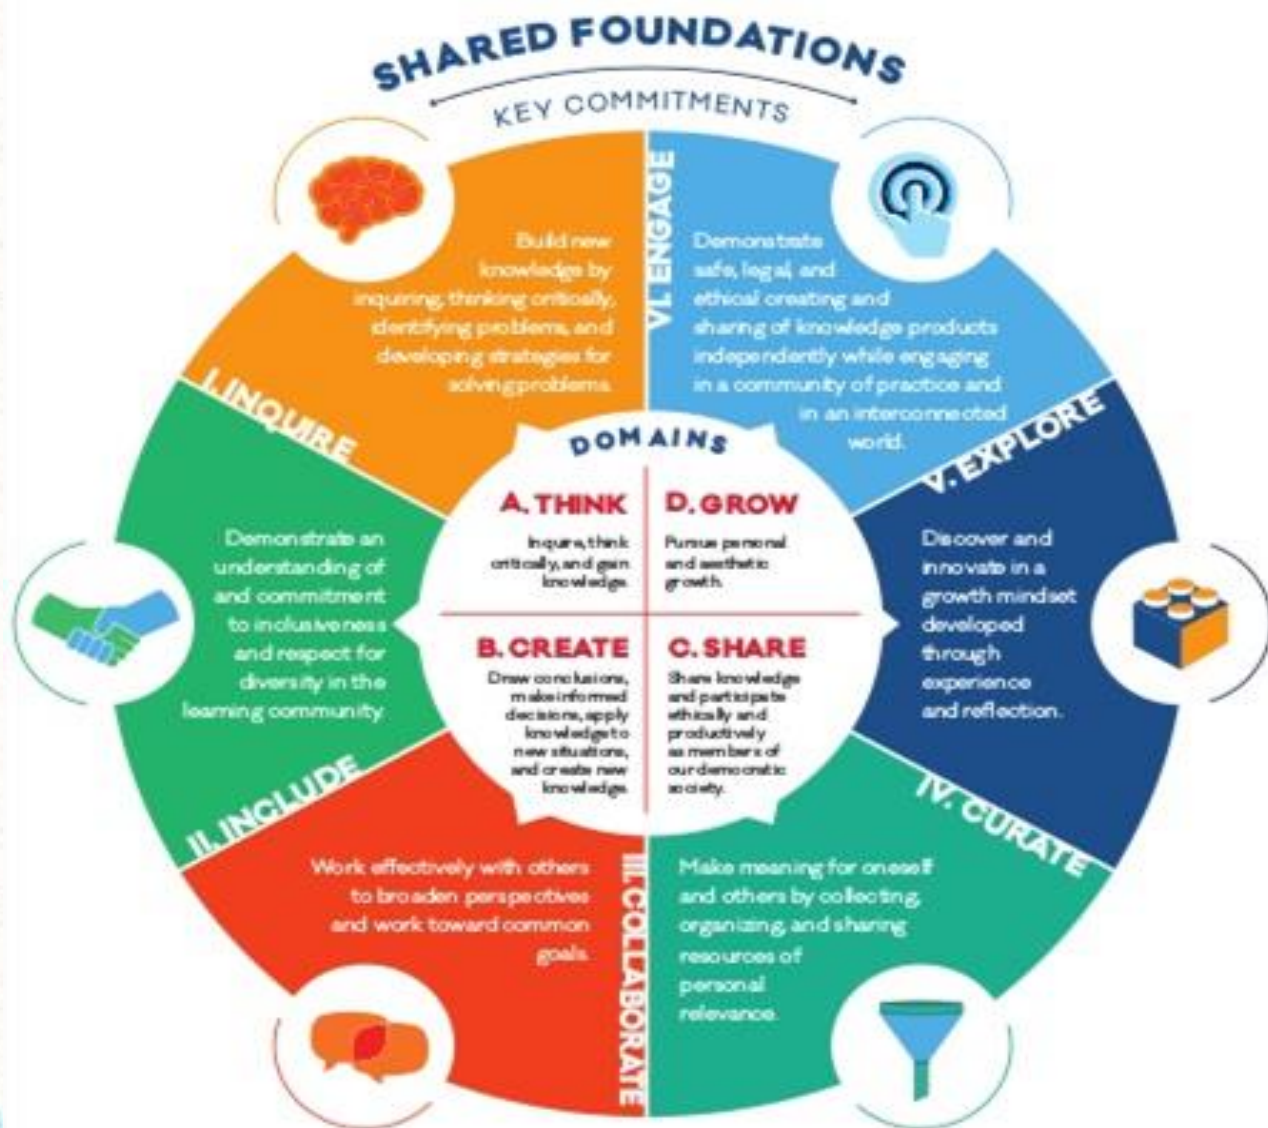 SHARED FOUNDATIONS
KEY COMMITMENTS
I. INQUIRE
Build new
knowledge by
inquiring, thinking critically,
identifying problems, and
developing strategies for
solving problems.
II. INCLUDE
Demonstrate an
understanding of
and commitment
to inclusiveness
and respect for
diversity in the
learning community.
III. COLLABORATE
Work effectively with others
to broaden perspectives
and work toward common
goals.
IV. CURATE
Make meaning for oneself
and others by collecting,
organizing, and sharing
resources of
personal
relevance.
V. EXPLORE
Discover and
innovate in a
growth mindset
developed
through
experience
and reflection.
VI. ENGAGE
Demonstrate
safe, legal, and
ethical creating and
sharing of knowledge products
independently while engaging
in a community of practice and
in an interconnected
world.
DOMAINS
A. THINK
Inquire, think
critically, and gain
knowledge.
B. CREATE
Draw conclusions,
make informed
decisions, apply
knowledge to
new situations,
and create new
knowledge.
C. SHARE
Share knowledge
and participate
ethically and
productively
as members of
our democratic
society.
D. GROW
Pursue personal
and aesthetic
growth.